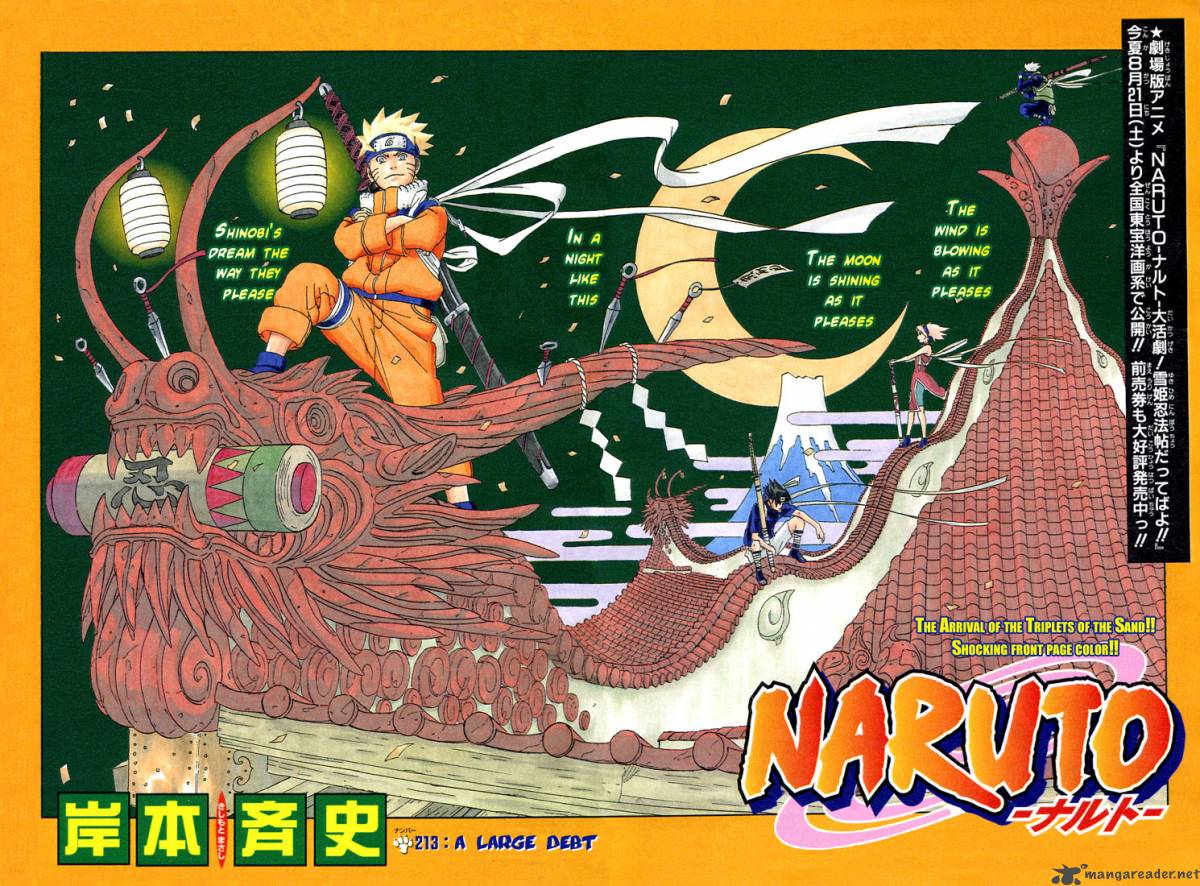 ★劇場版アニメ『NARUTO-ナルト-大活劇!雪姫忍法帖だってばよ!!』
今夏8月21日(土)より全国東宝洋画系で公開!! 前売券も大好評発売中っ!!
The
wind is
blowing
as it
pleases
The moon
is shining
as it
pleases
In a
night
like
this
Shinobi's
dream the
way they
please
忍
The Arrival of the Triplets of the Sand!!
Shocking front page color!!
NARUTO
-ナルト-
岸本斉史
きしもと まさし
ナンバー
213: A Large Debt
mangareader.net